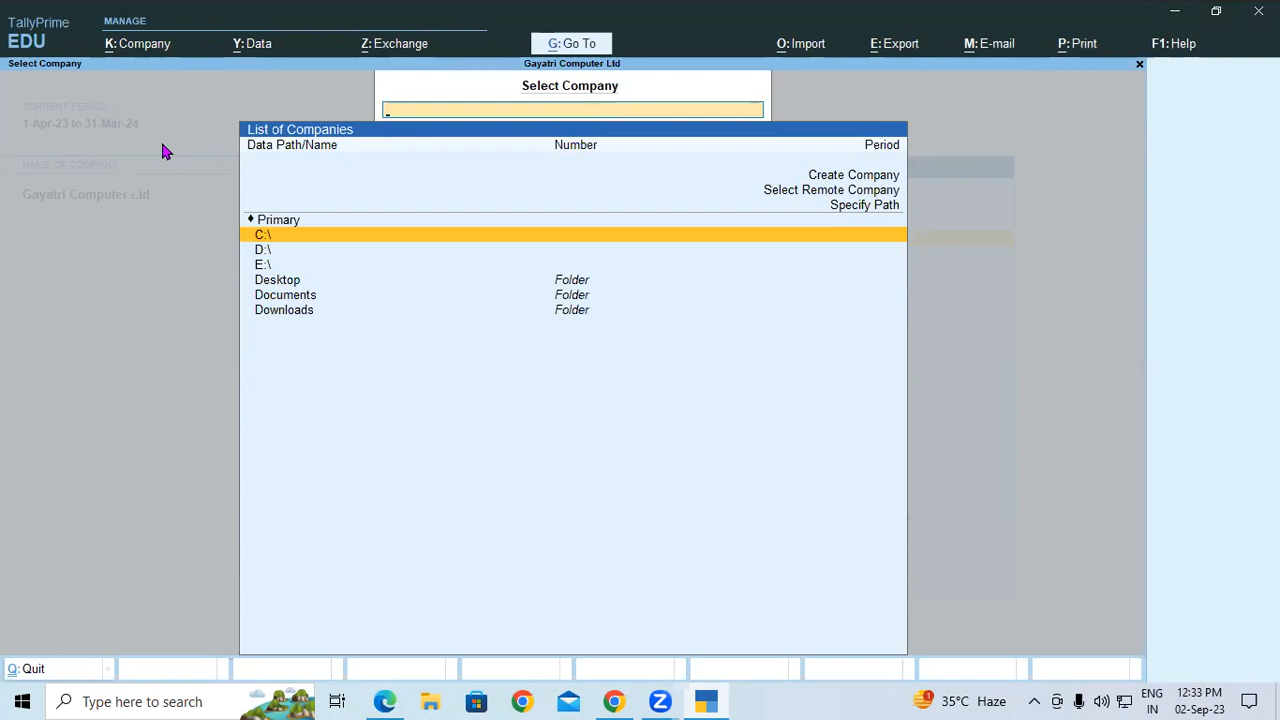 TallyPrime
EDU
MANAGE
K: Company
Y: Data
Z: Exchange
G: Go To
O: Import
E: Export
M: E-mail
P: Print
F1: Help
Select Company
Gayatri Computer Ltd
×
CURRENT PERIOD
1-Apr-23 to 31-Mar-24
NAME OF COMPANY
Gayatri Computer Ltd
Select Company
List of Companies
Data Path/Name Number Period
Create Company
Select Remote Company
Specify Path
♦ Primary
C:\
D:\
E:\
Desktop Folder
Documents Folder
Downloads Folder
Q: Quit
Type here to search
1
35°C Haze
ENG
IN
12:33 PM
02-Sep-23